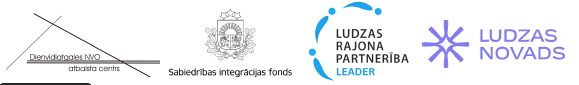 Dienvidlatgales NVO
atbalsta centrs
Sabiedrības integrācijas fonds
LUDZAS
RAJONA
PARTNERĪBA
LEADER
LUDZAS
NOVADS